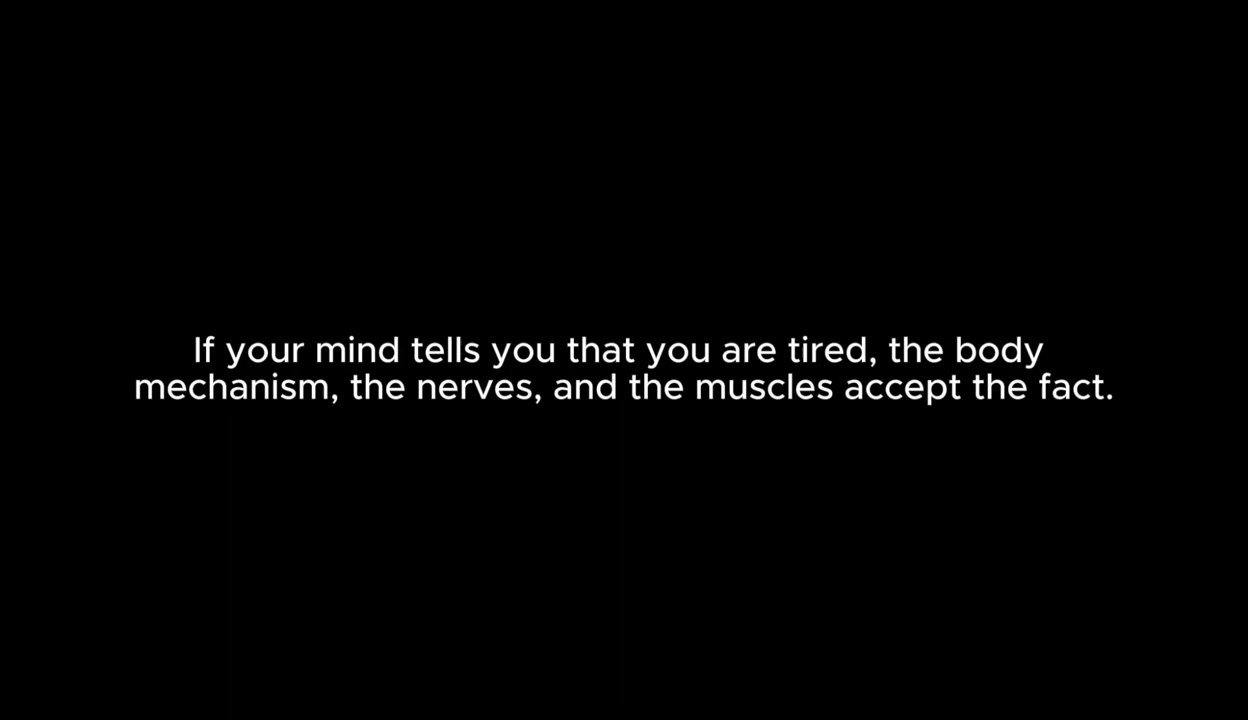 If your mind tells you that you are tired, the body
mechanism, the nerves, and the muscles accept the fact.